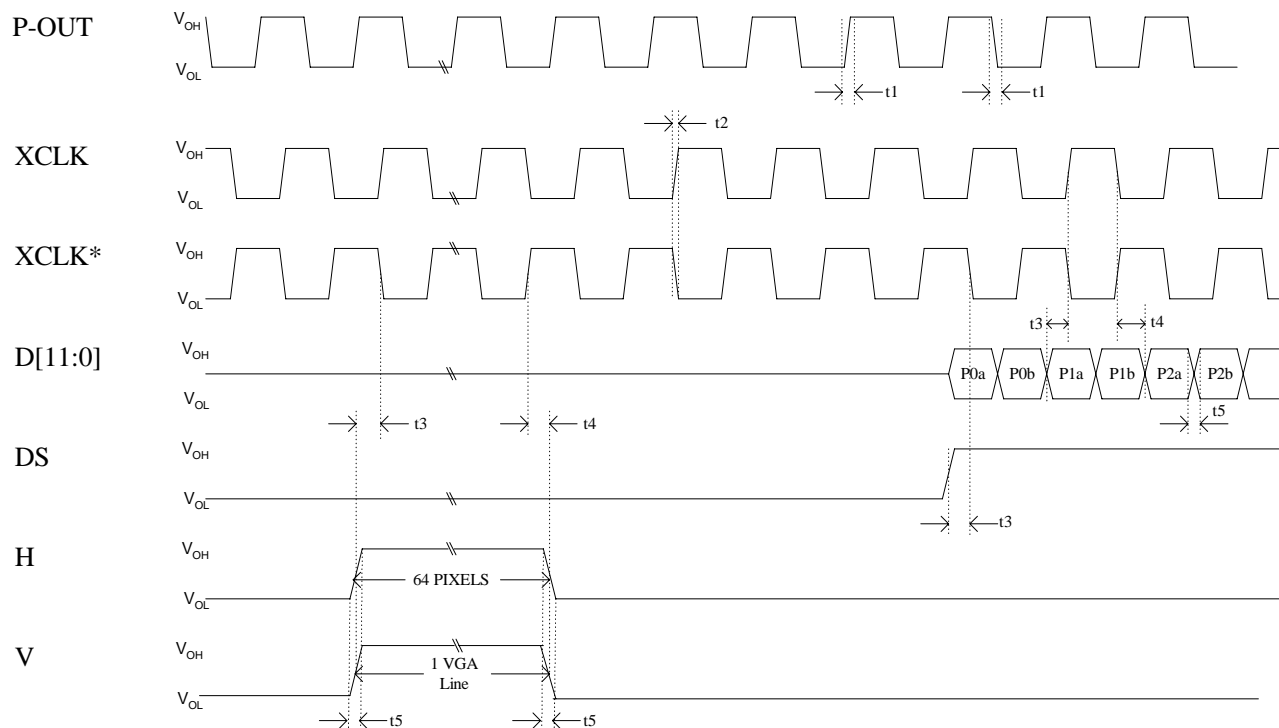 P-OUT
VOH
VOL
t1
t1
t2
XCLK
VOH
VOL
XCLK*
VOH
VOL
t3
t4
D[11:0]
VOH
VOL
P0a
P0b
P1a
P1b
P2a
P2b
t3
t4
t5
DS
VOH
VOL
t3
H
VOH
VOL
64 PIXELS
V
VOH
VOL
1 VGA
Line
t5
t5